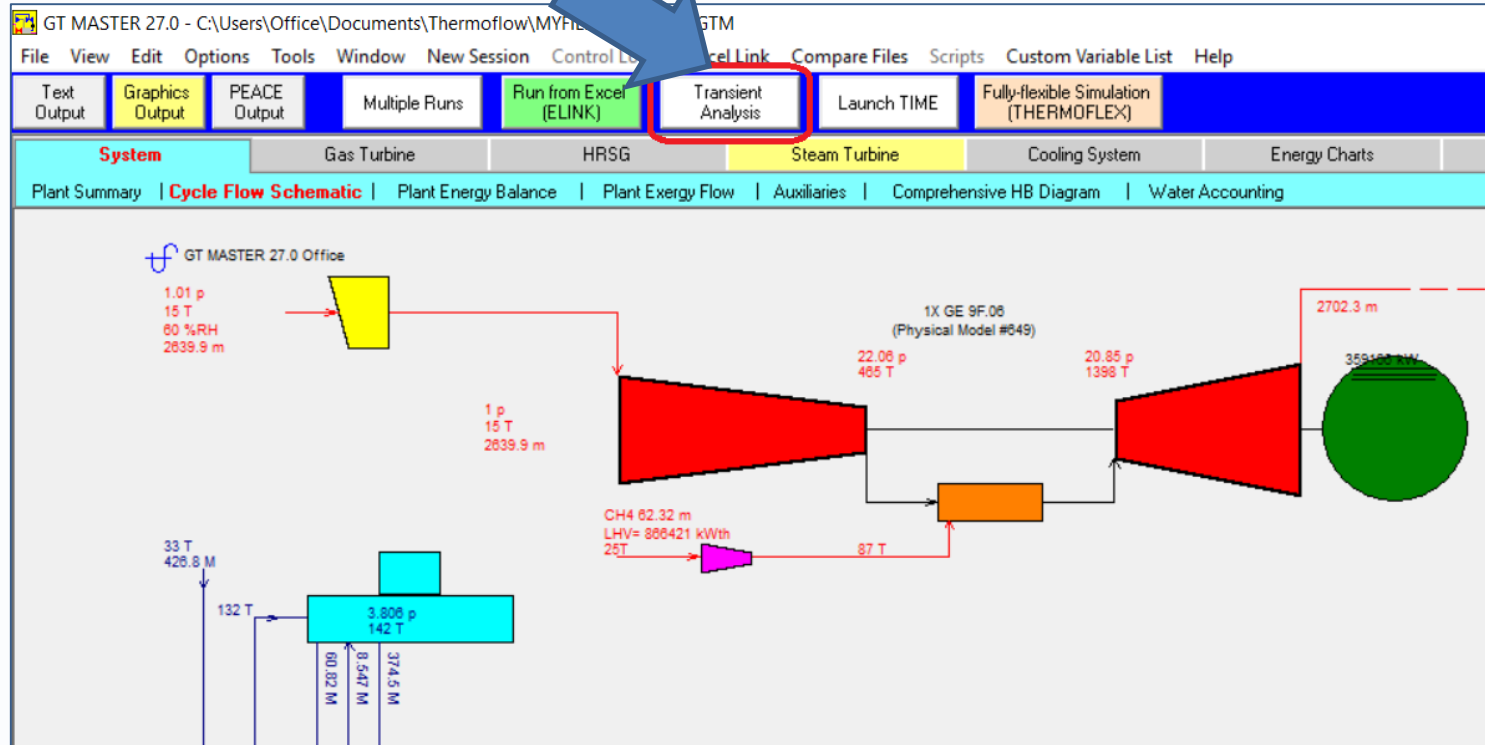 GT MASTER 27.0 - C:\Users\Office\Documents\Thermoflow\
File View Edit Options Tools Window New Session Control Link Compare Files Scripts Custom Variable List Help
Text Output
Graphics Output
PEACE Output
Multiple Runs
Run from Excel (ELINK)
Transient Analysis
Launch TIME
Fully-flexible Simulation (THERMOFLEX)
System Gas Turbine HRSG Steam Turbine Cooling System Energy Charts
Plant Summary | Cycle Flow Schematic | Plant Energy Balance | Plant Exergy Flow | Auxiliaries | Comprehensive HB Diagram | Water Accounting
GT MASTER 27.0 Office
1.01 p
15 T
60 %RH
2639.9 m
1X GE 9F.06
(Physical Model #649)
2702.3 m
22.06 p
465 T
20.85 p
1398 T
1 p
15 T
2639.9 m
CH4 62.32 m
LHV= 866421 kWth
25T
87 T
33 T
426.8 M
132 T
3.806 p
142 T
60.82 M
8.547 M
374.5 M